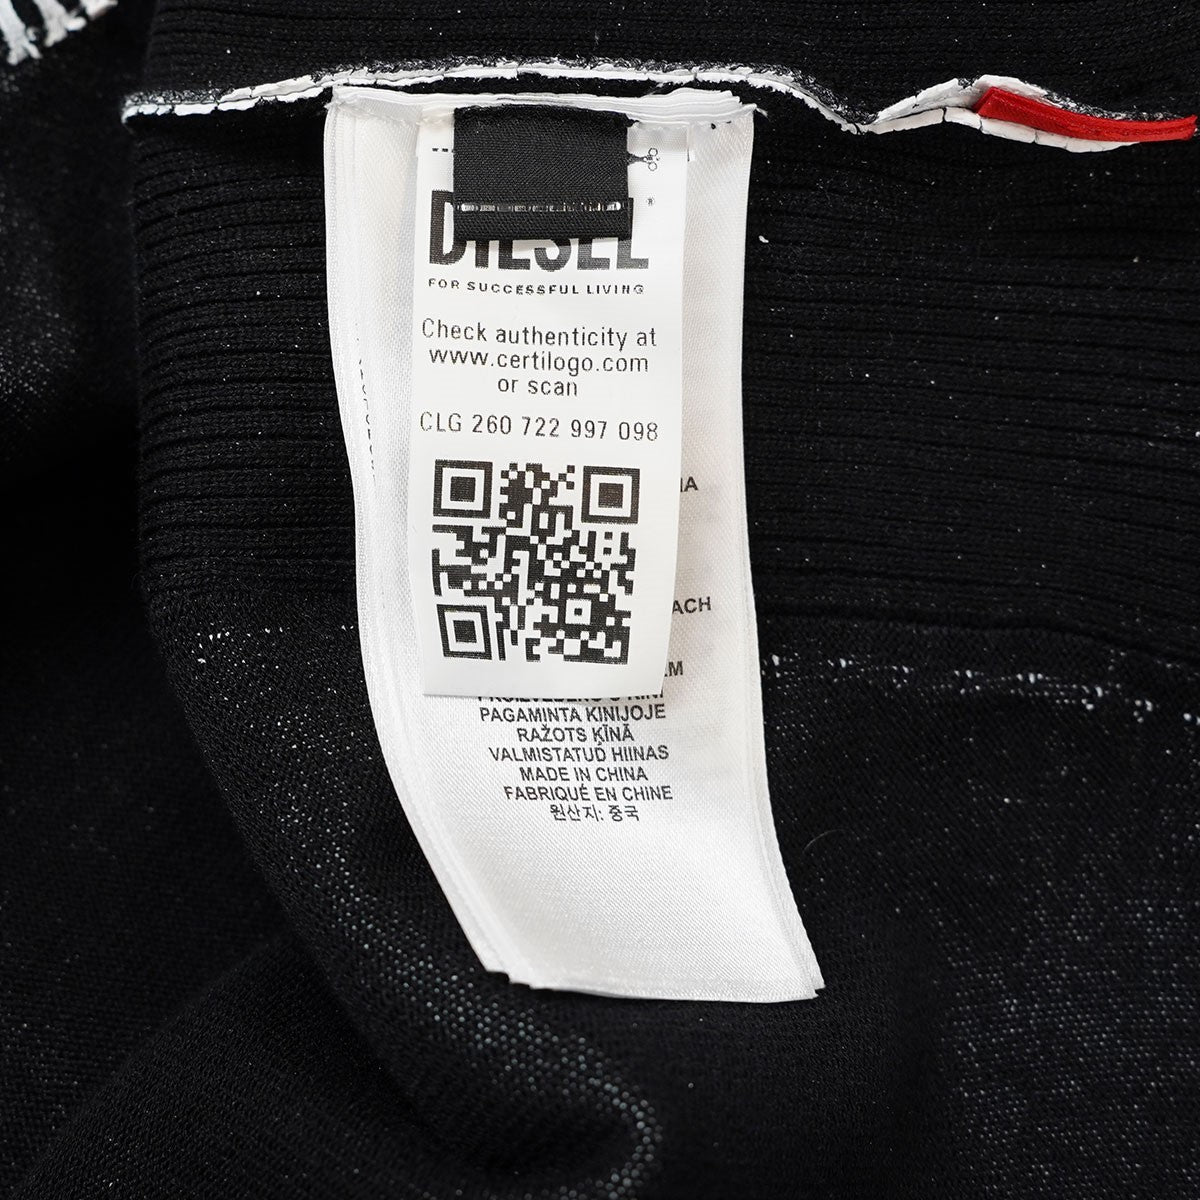 DIESEL
®
FOR SUCCESSFUL LIVING
Check authenticity at
www.certilogo.com
or scan
CLG 260 722 997 098
PAGAMINTA KINIJOJE
RAŽOTS ĶĪNĀ
VALMISTATUD HIINAS
MADE IN CHINA
FABRIQUÉ EN CHINE
원산지: 중국